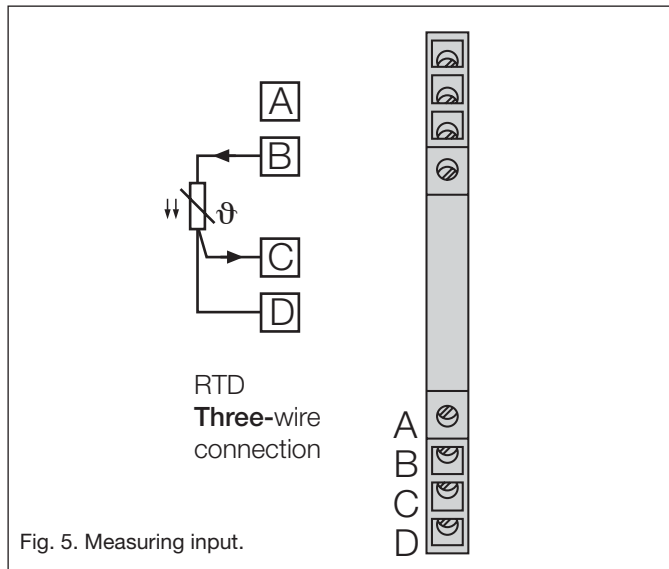 A
B
ϑ
C
D
RTD
Three-wire
connection
A
B
C
D
Fig. 5. Measuring input.